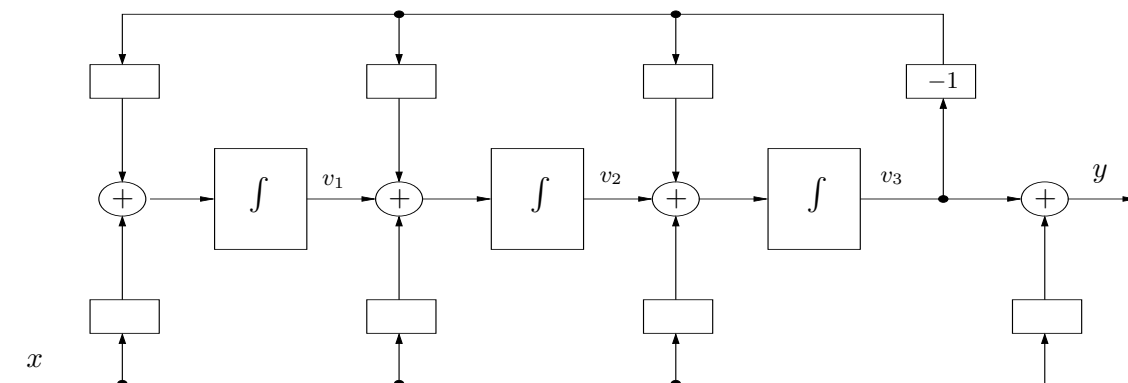 −1
∫ v₁ ∫ v₂ ∫ v₃ y
+ + + +
x